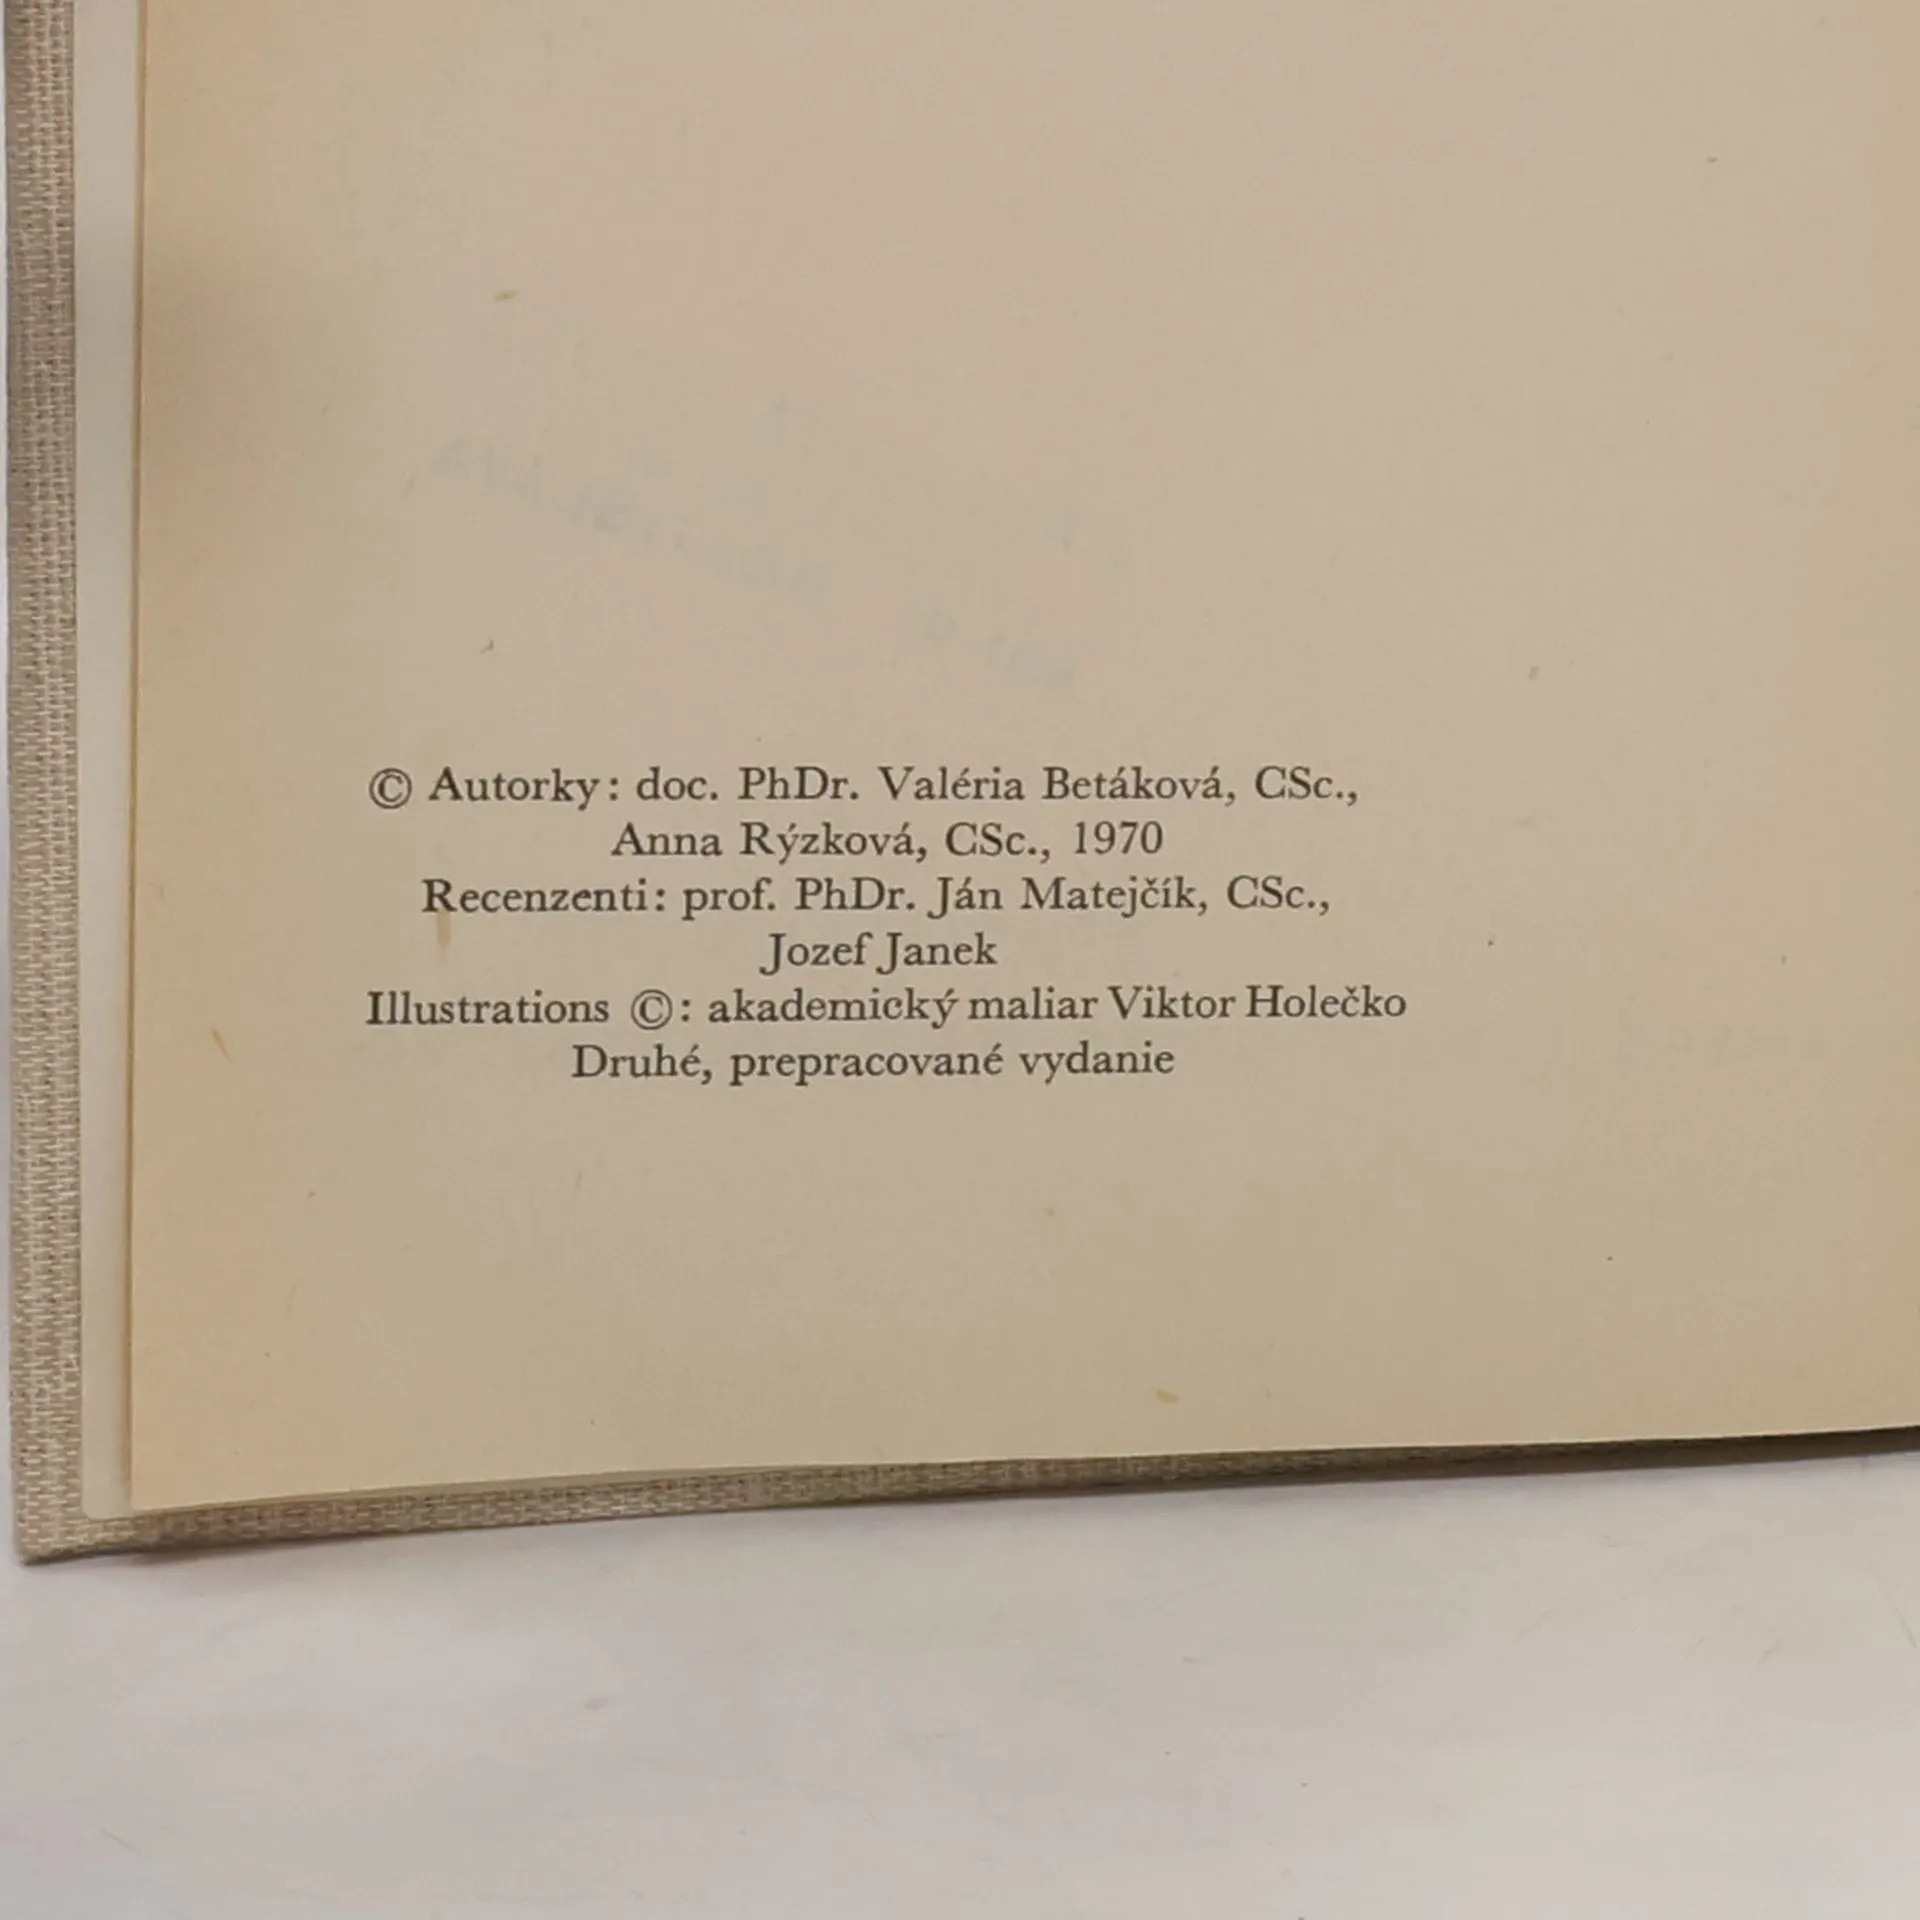 © Autorky: doc. PhDr. Valéria Betáková, CSc.,
Anna Rýzková, CSc., 1970
Recenzenti: prof. PhDr. Ján Matejčík, CSc.,
Jozef Janek
Illustrations ©: akademický maliar Viktor Holečko
Druhé, prepracované vydanie